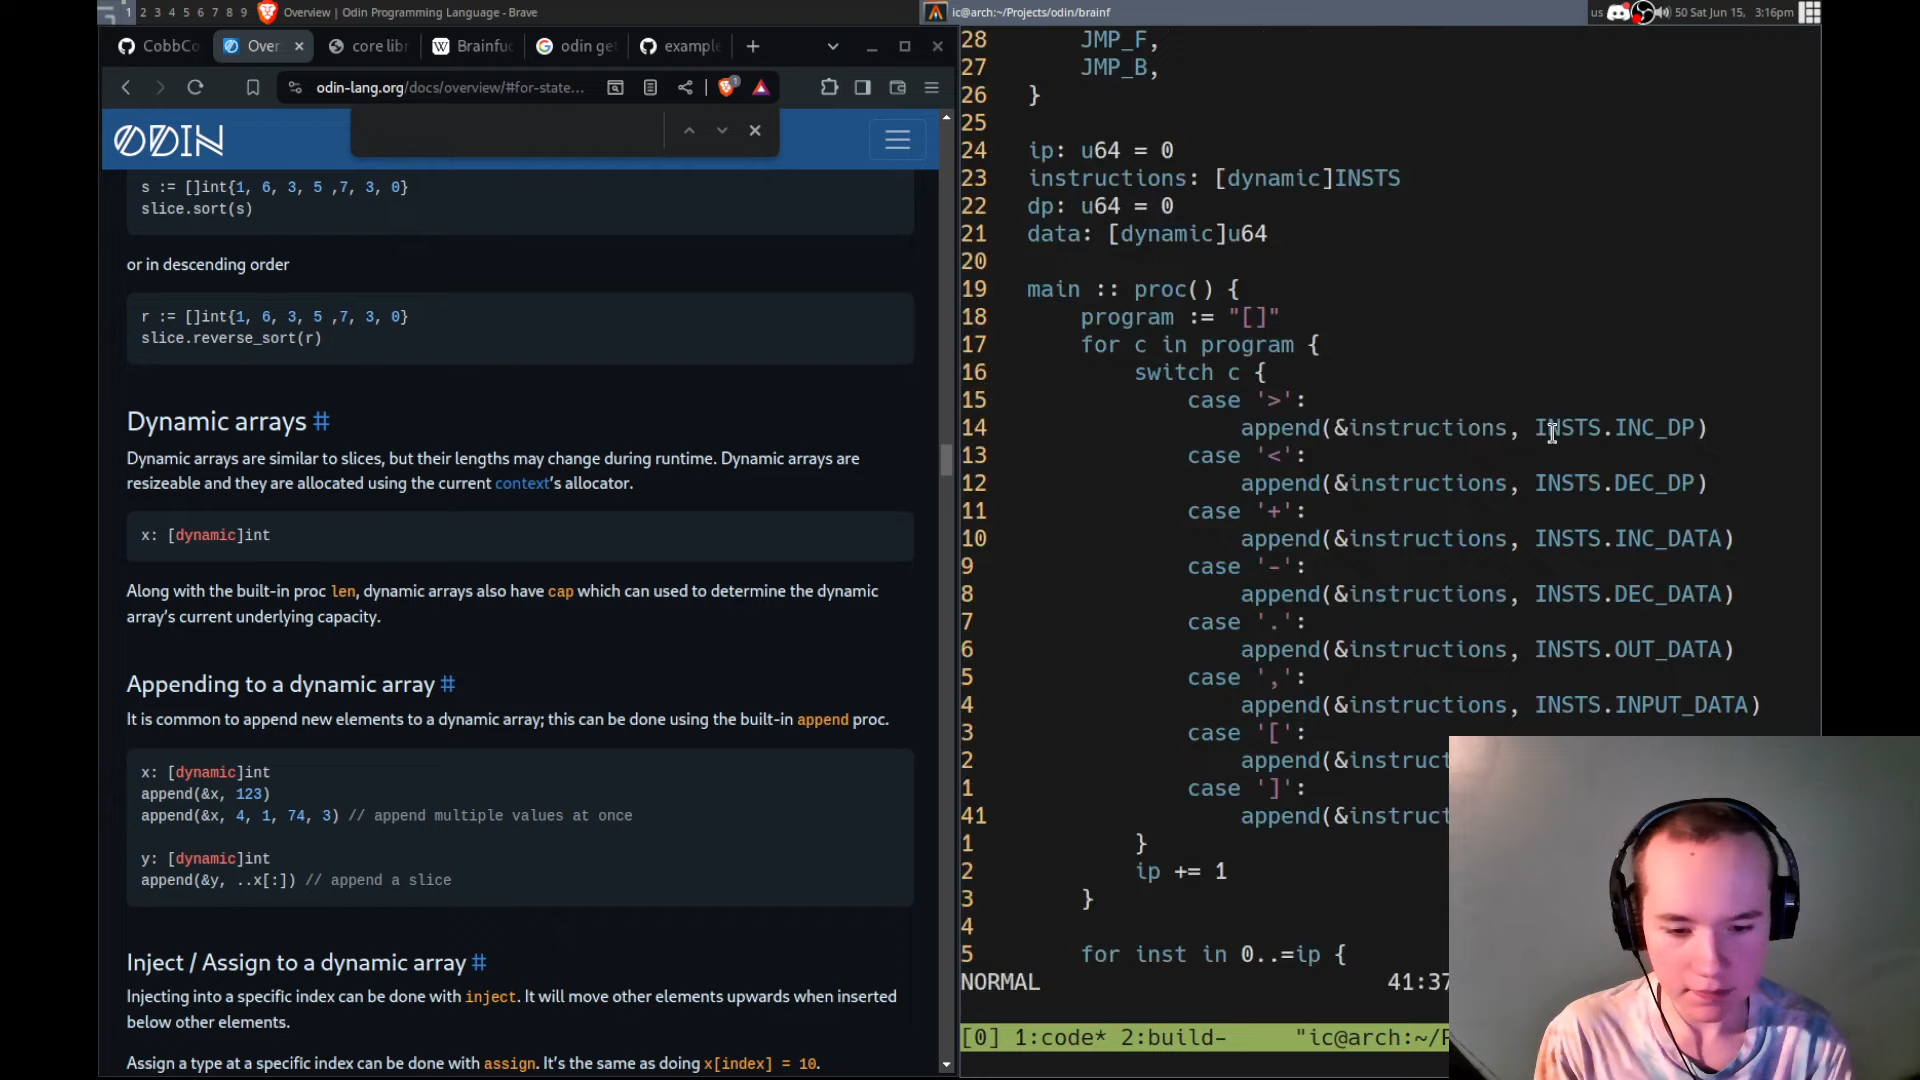 1 2 3 4 5 6 7 8 9 Overview | Odin Programming Language - Brave
ic@arch:~/Projects/odin/brainf
us 50 Sat Jun 15, 3:16pm
CobbCo
Over
core libr
Brainfuc
odin get
example
odin-lang.org/docs/overview/#for-state...
1
ODIN
s := []int{1, 6, 3, 5 ,7, 3, 0}
slice.sort(s)
or in descending order
r := []int{1, 6, 3, 5 ,7, 3, 0}
slice.reverse_sort(r)
Dynamic arrays #
Dynamic arrays are similar to slices, but their lengths may change during runtime. Dynamic arrays are
resizeable and they are allocated using the current context's allocator.
x: [dynamic]int
Along with the built-in proc len, dynamic arrays also have cap which can used to determine the dynamic
array's current underlying capacity.
Appending to a dynamic array #
It is common to append new elements to a dynamic array; this can be done using the built-in append proc.
x: [dynamic]int
append(&x, 123)
append(&x, 4, 1, 74, 3) // append multiple values at once
y: [dynamic]int
append(&y, ..x[:]) // append a slice
Inject / Assign to a dynamic array #
Injecting into a specific index can be done with inject. It will move other elements upwards when inserted
below other elements.
Assign a type at a specific index can be done with assign. It's the same as doing x[index] = 10.
28 JMP_F,
27 JMP_B,
26 }
25
24 ip: u64 = 0
23 instructions: [dynamic]INSTS
22 dp: u64 = 0
21 data: [dynamic]u64
20
19 main :: proc() {
18 program := "[]"
17 for c in program {
16 switch c {
15 case '>':
14 append(&instructions, INSTS.INC_DP)
13 case '<':
12 append(&instructions, INSTS.DEC_DP)
11 case '+':
10 append(&instructions, INSTS.INC_DATA)
9 case '-':
8 append(&instructions, INSTS.DEC_DATA)
7 case '.':
6 append(&instructions, INSTS.OUT_DATA)
5 case ',':
4 append(&instructions, INSTS.INPUT_DATA)
3 case '[':
2 append(&instruct
1 case ']':
41 append(&instruct
1 }
2 ip += 1
3 }
4
5 for inst in 0..=ip {
NORMAL 41:37
[0] 1:code* 2:build- "ic@arch:~/P